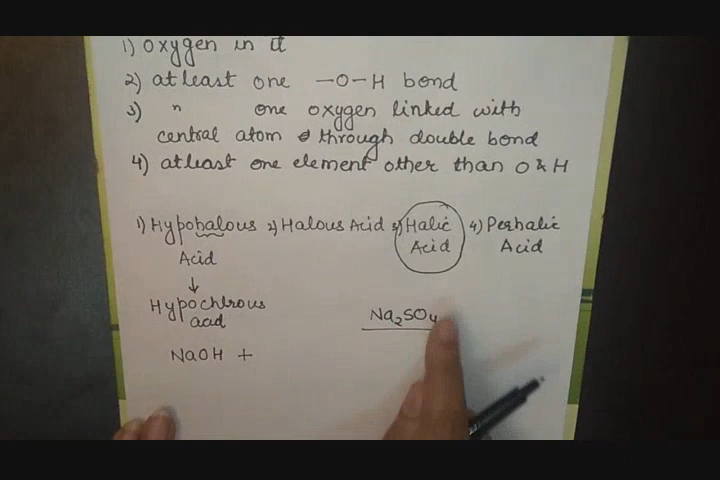 1) Oxygen in it
2) atleast one —O—H bond
3) " one oxygen linked with
central atom through double bond
4) atleast one element other than O & H
1) Hypohalous 2) Halous Acid 3) Halic 4) Perhalic
Acid Acid Acid
↓
Hypochlrous
acid
Na₂SO₄
NaOH +